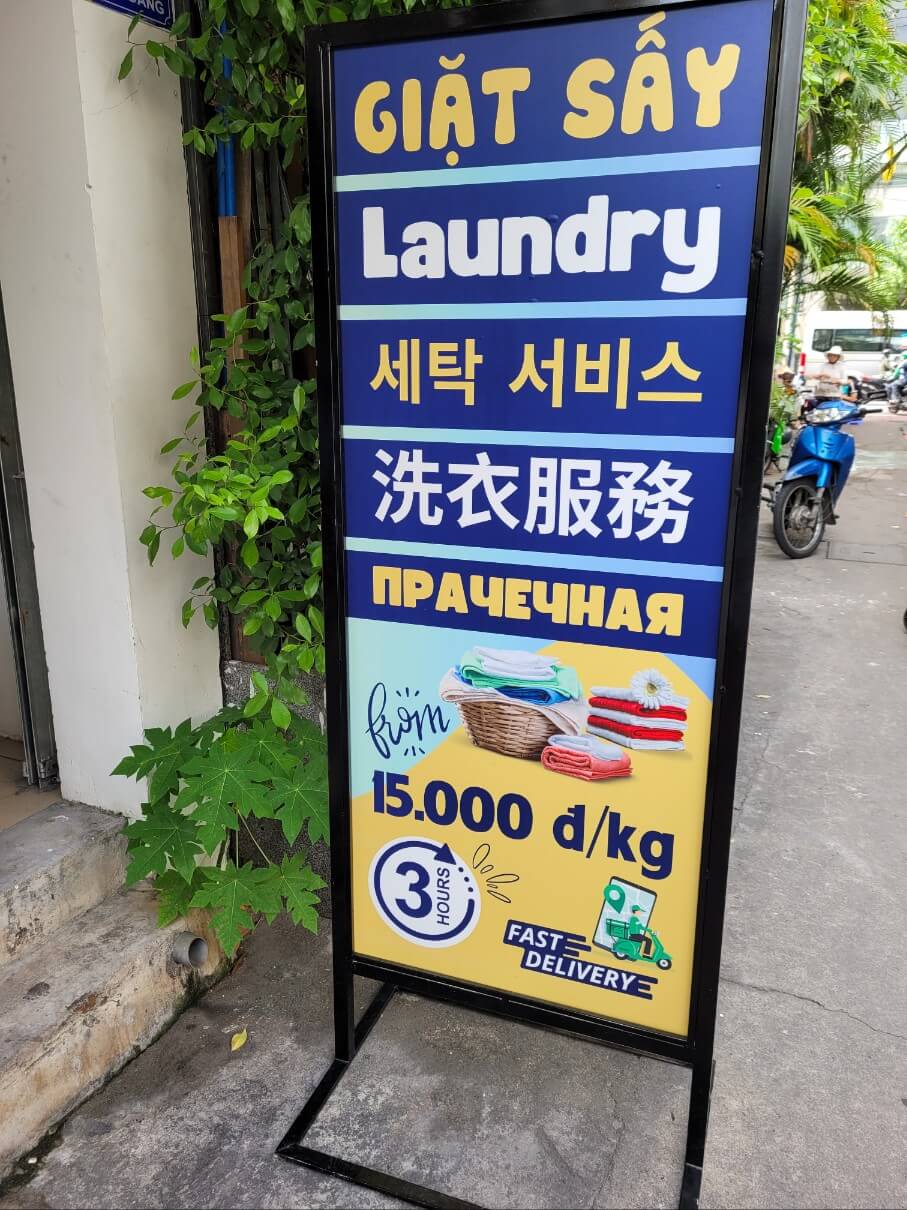 GIẶT SẤY
Laundry
세탁 서비스
洗衣服務
ПРАЧЕЧНАЯ
from
15.000 đ/kg
3 HOURS
FAST
DELIVERY